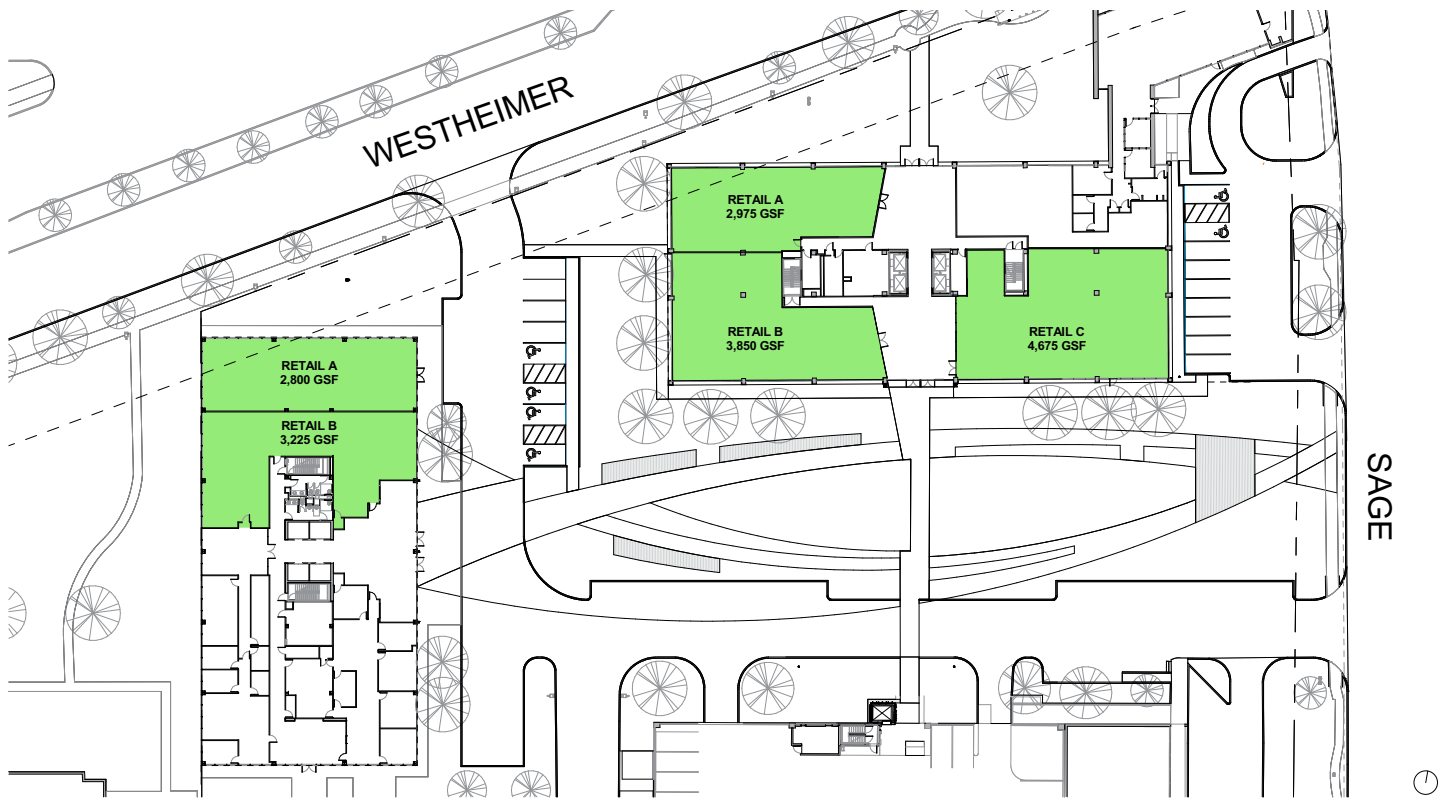 WESTHEIMER
RETAIL A
2,975 GSF
RETAIL B
3,850 GSF
RETAIL C
4,675 GSF
RETAIL A
2,800 GSF
RETAIL B
3,225 GSF
SAGE